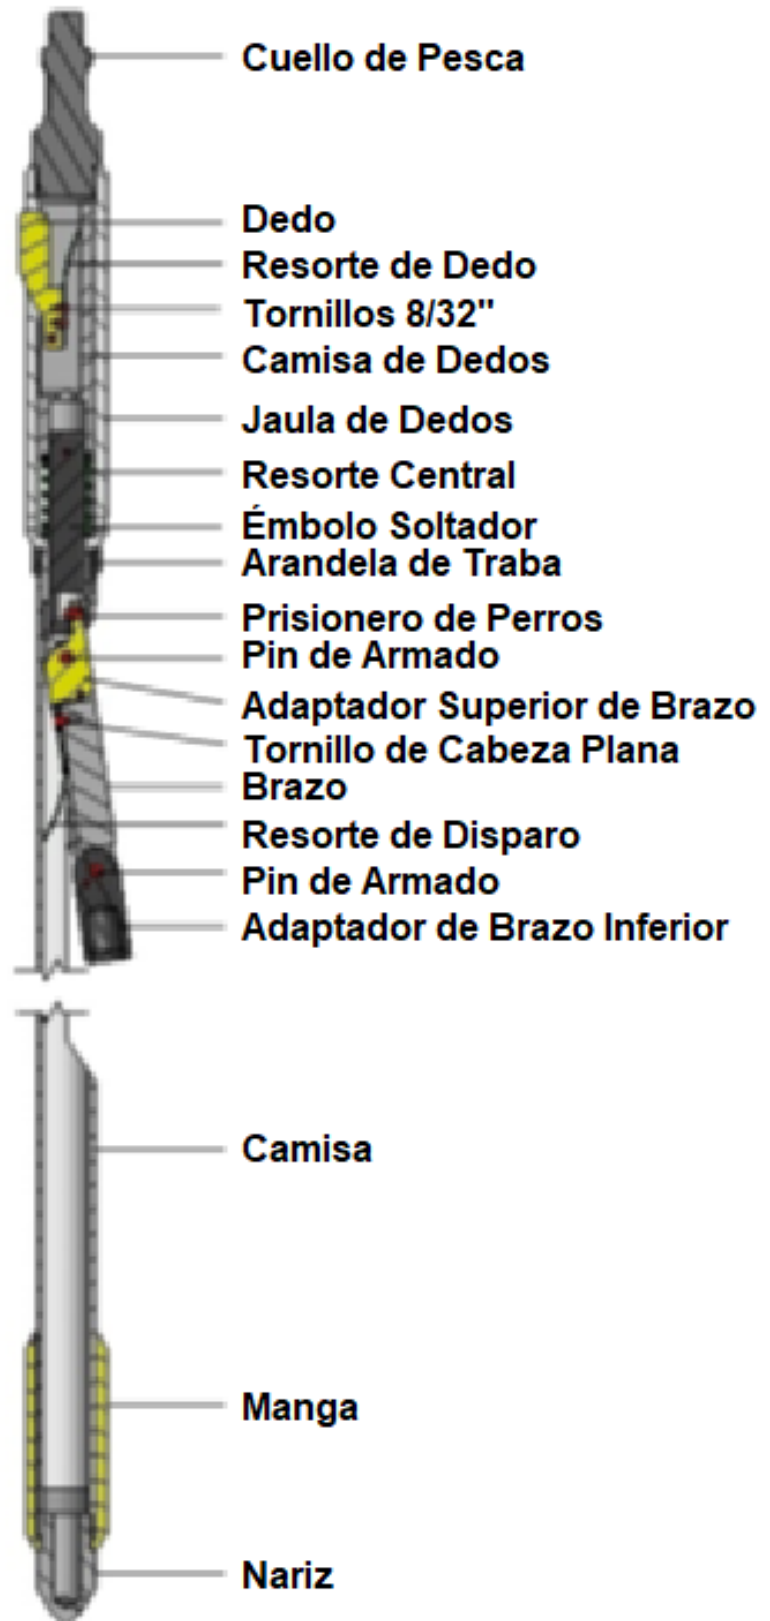 Cuello de Pesca
Dedo
Resorte de Dedo
Tornillos 8/32"
Camisa de Dedos
Jaula de Dedos
Resorte Central
Émbolo Soltador
Arandela de Traba
Prisionero de Perros
Pin de Armado
Adaptador Superior de Brazo
Tornillo de Cabeza Plana
Brazo
Resorte de Disparo
Pin de Armado
Adaptador de Brazo Inferior
Camisa
Manga
Nariz